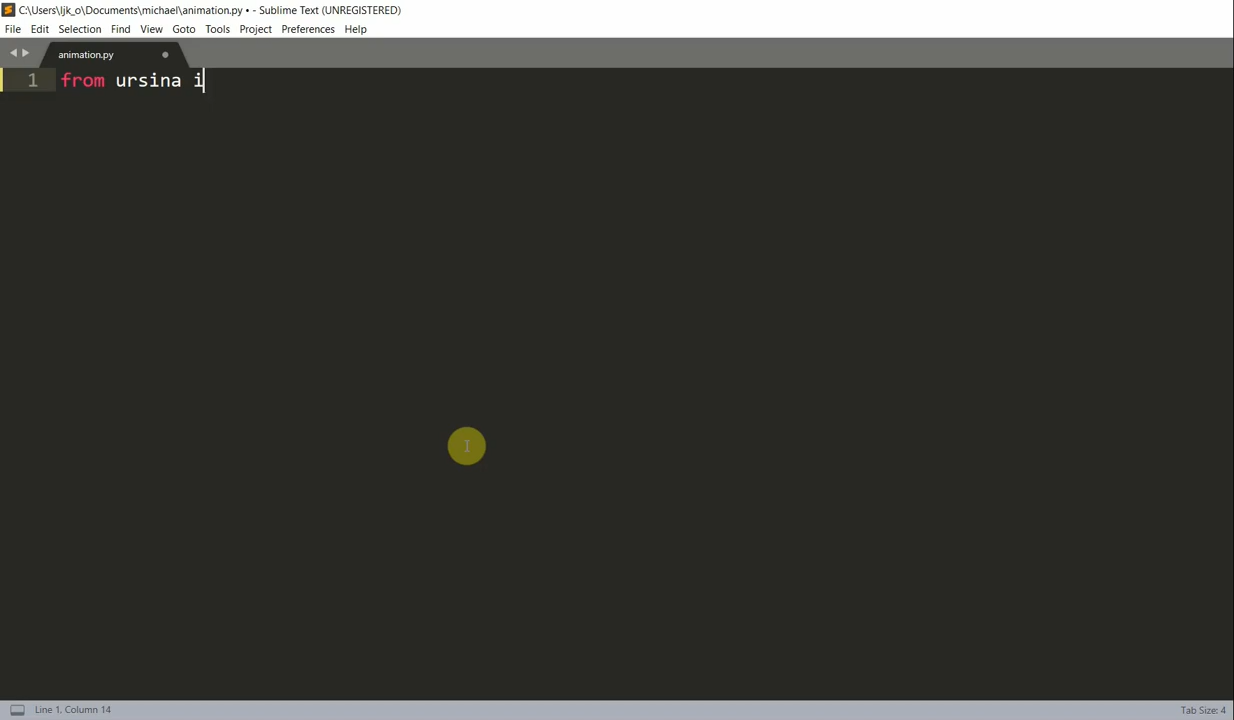 C:\Users\ljk_o\Documents\michael\animation.py • - Sublime Text (UNREGISTERED)
File Edit Selection Find View Goto Tools Project Preferences Help
animation.py
1 from ursina i
Line 1, Column 14
Tab Size: 4